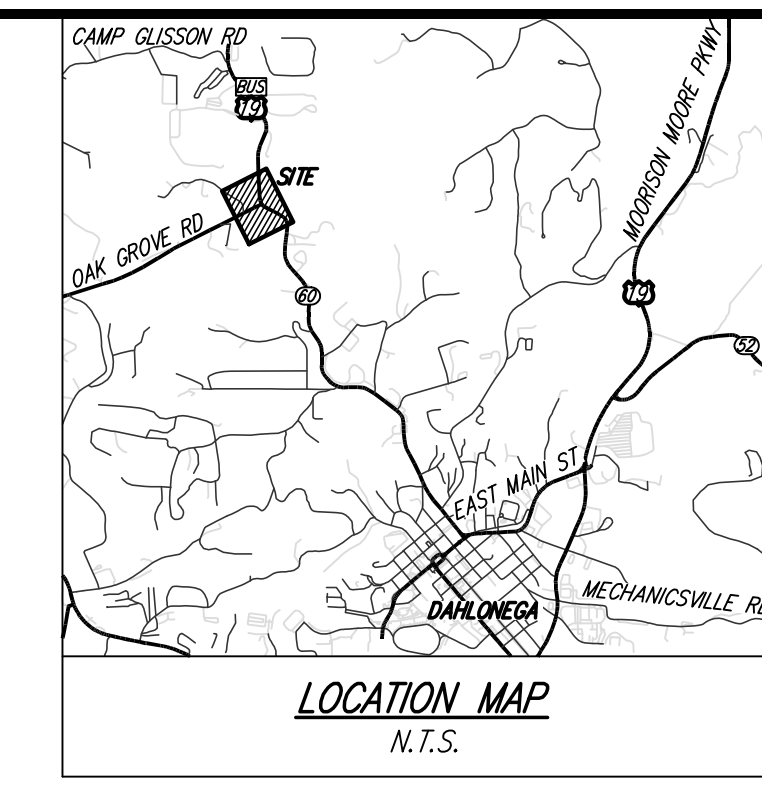 CAMP GLISSON RD
MOORISON MOORE PKWY
BUS
19
SITE
OAK GROVE RD
60
19
52
EAST MAIN ST
MECHANICSVILLE RD
DAHLONEGA
LOCATION MAP
N.T.S.